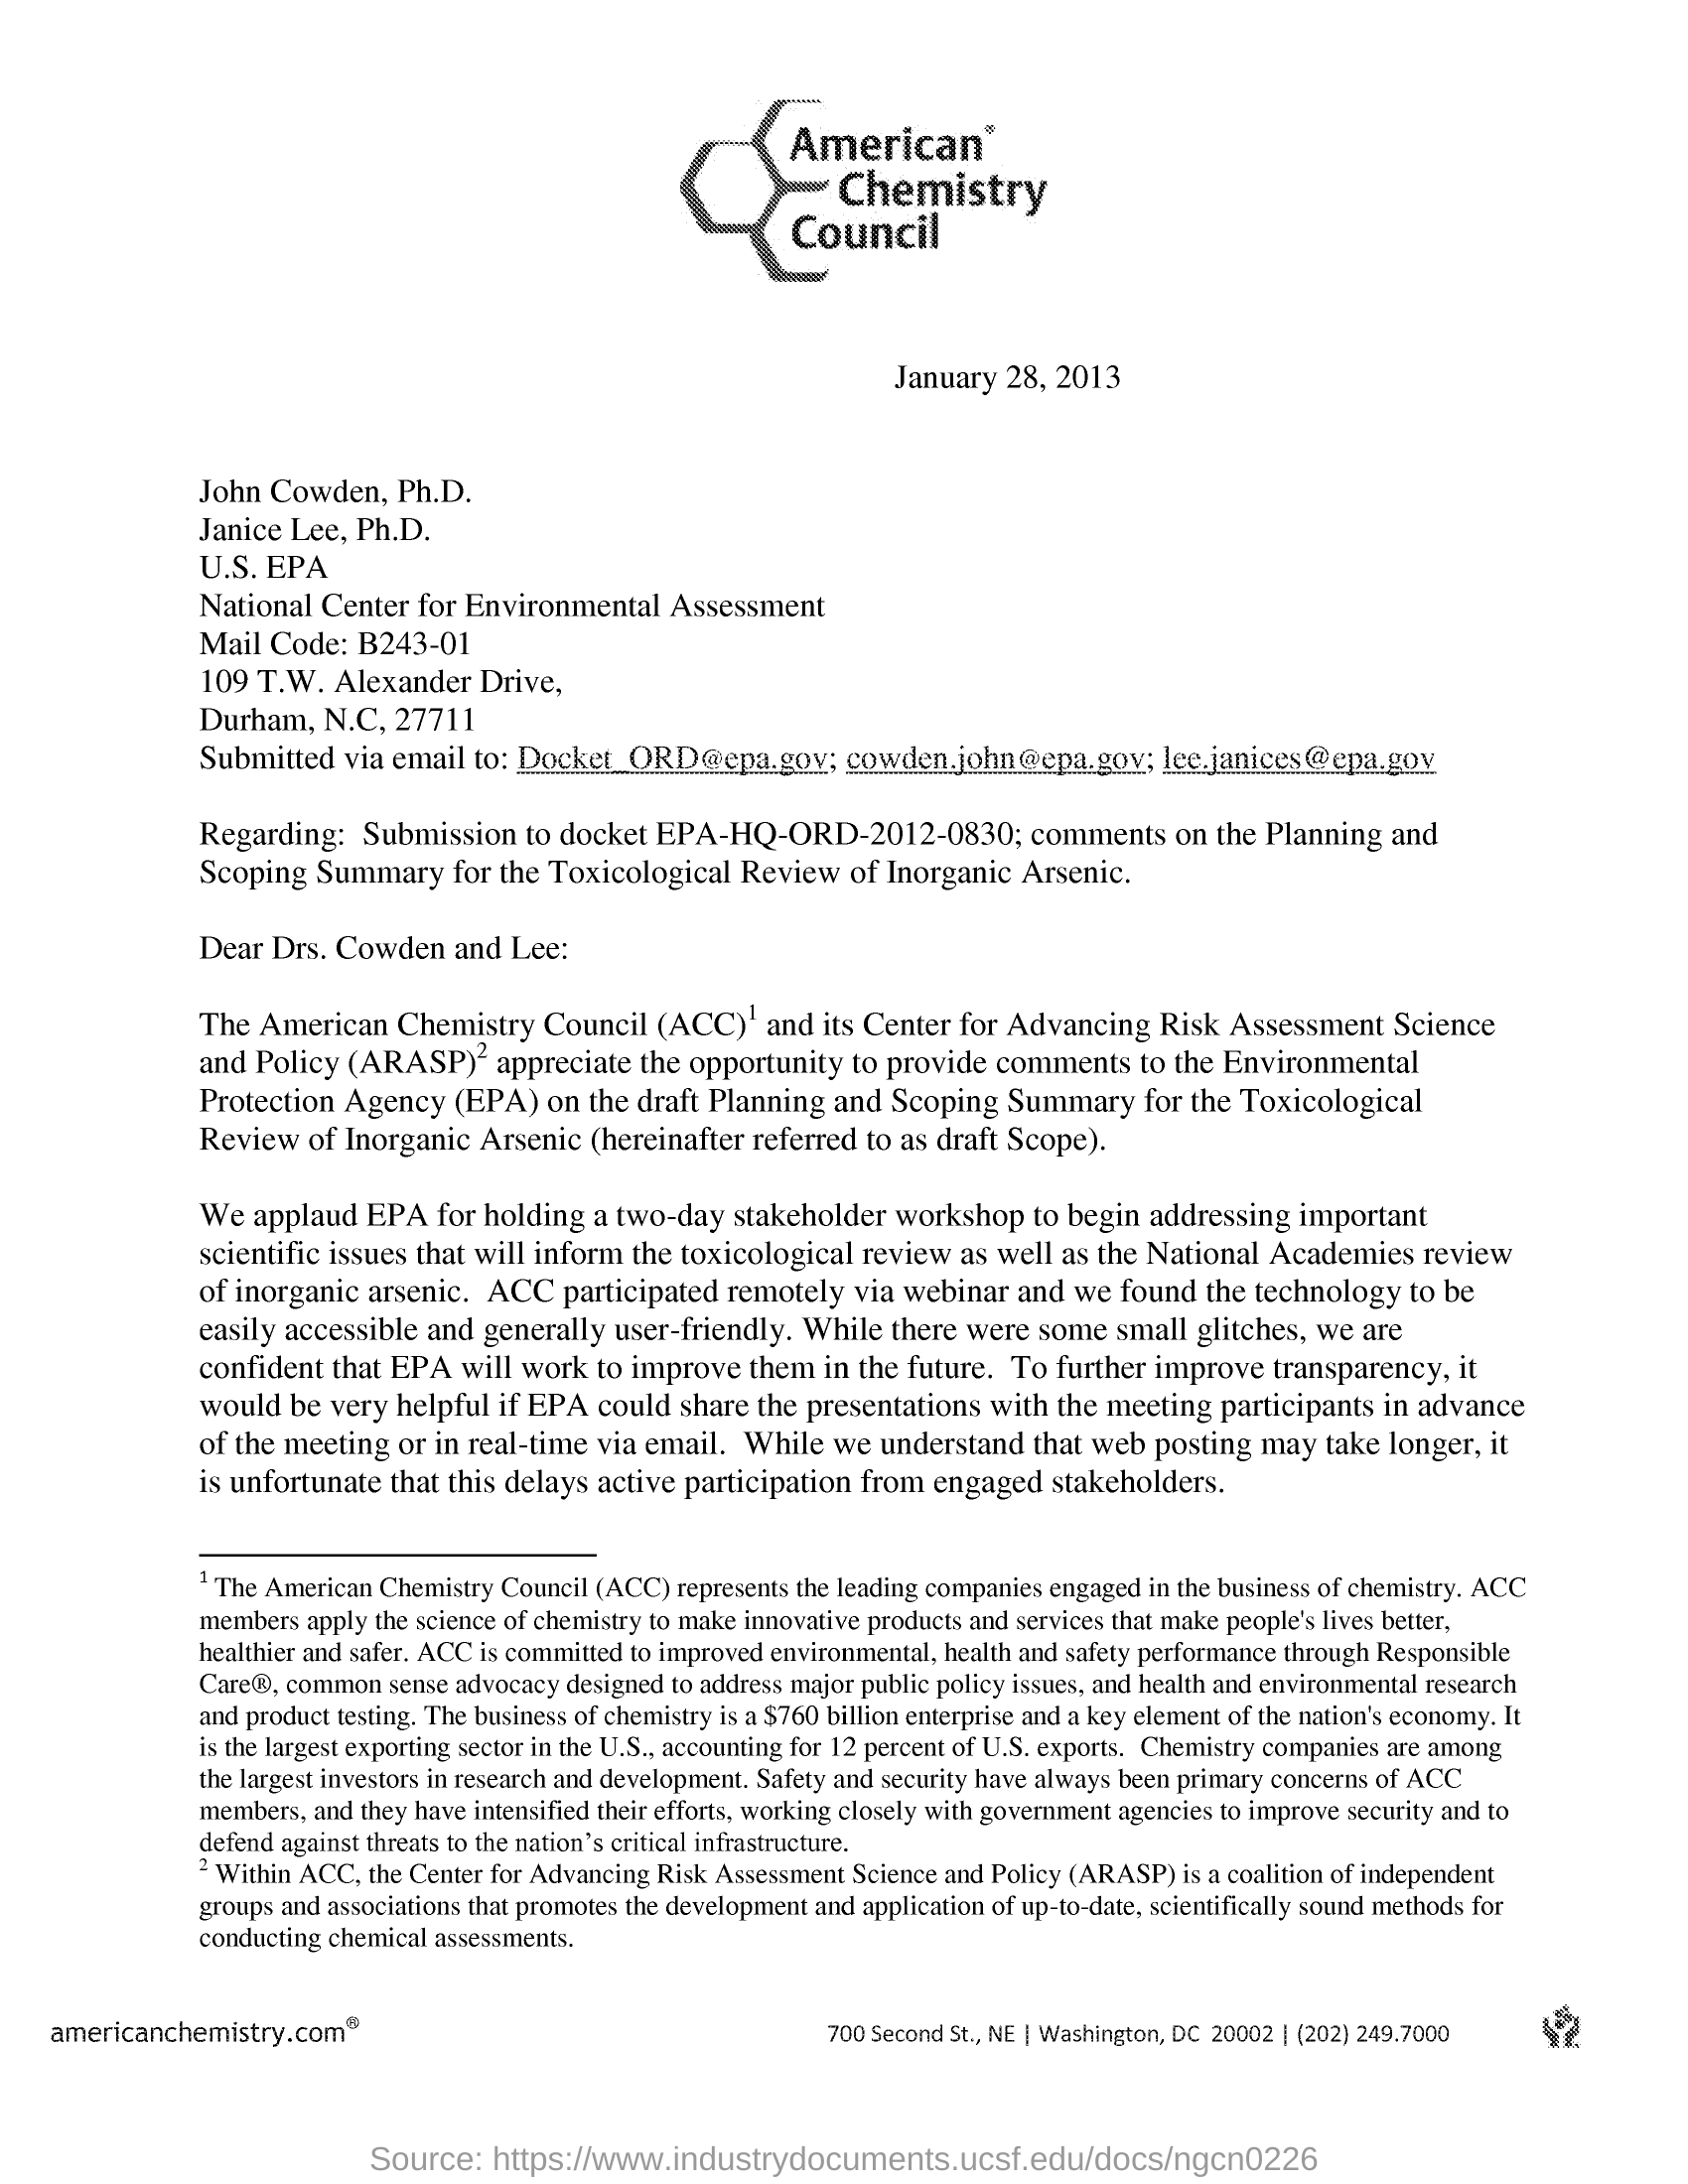 American®
Chemistry
Council
January 28, 2013
John Cowden, Ph.D.
Janice Lee, Ph.D.
U.S. EPA
National Center for Environmental Assessment
Mail Code: B243-01
109 T.W. Alexander Drive,
Durham, N.C, 27711
Submitted via email to: Docket_ORD@epa.gov; cowden.john@epa.gov; lee.janices@epa.gov
Regarding:  Submission to docket EPA-HQ-ORD-2012-0830; comments on the Planning and
Scoping Summary for the Toxicological Review of Inorganic Arsenic.
Dear Drs. Cowden and Lee:
The American Chemistry Council (ACC)1 and its Center for Advancing Risk Assessment Science
and Policy (ARASP)2 appreciate the opportunity to provide comments to the Environmental
Protection Agency (EPA) on the draft Planning and Scoping Summary for the Toxicological
Review of Inorganic Arsenic (hereinafter referred to as draft Scope).
We applaud EPA for holding a two-day stakeholder workshop to begin addressing important
scientific issues that will inform the toxicological review as well as the National Academies review
of inorganic arsenic.  ACC participated remotely via webinar and we found the technology to be
easily accessible and generally user-friendly. While there were some small glitches, we are
confident that EPA will work to improve them in the future.  To further improve transparency, it
would be very helpful if EPA could share the presentations with the meeting participants in advance
of the meeting or in real-time via email.  While we understand that web posting may take longer, it
is unfortunate that this delays active participation from engaged stakeholders.
1 The American Chemistry Council (ACC) represents the leading companies engaged in the business of chemistry. ACC
members apply the science of chemistry to make innovative products and services that make people's lives better,
healthier and safer. ACC is committed to improved environmental, health and safety performance through Responsible
Care®, common sense advocacy designed to address major public policy issues, and health and environmental research
and product testing. The business of chemistry is a $760 billion enterprise and a key element of the nation's economy. It
is the largest exporting sector in the U.S., accounting for 12 percent of U.S. exports.  Chemistry companies are among
the largest investors in research and development. Safety and security have always been primary concerns of ACC
members, and they have intensified their efforts, working closely with government agencies to improve security and to
defend against threats to the nation’s critical infrastructure.
2 Within ACC, the Center for Advancing Risk Assessment Science and Policy (ARASP) is a coalition of independent
groups and associations that promotes the development and application of up-to-date, scientifically sound methods for
conducting chemical assessments.
americanchemistry.com® 700 Second St., NE | Washington, DC  20002 | (202) 249.7000
Source: https://www.industrydocuments.ucsf.edu/docs/ngcn0226